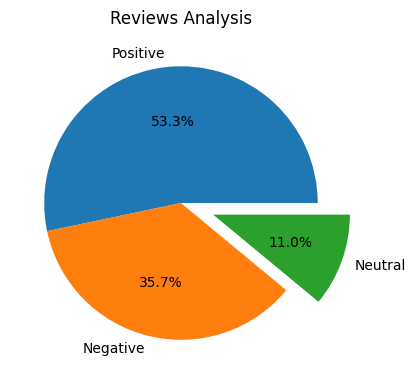 Reviews Analysis
Positive
53.3%
11.0%
Neutral
35.7%
Negative